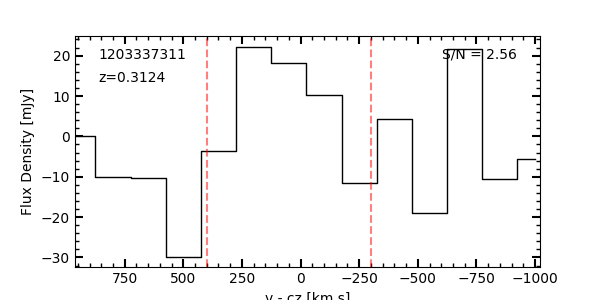 1203337311
S/N = 2.56
z=0.3124
Flux Density [mJy]
20
10
0
−10
−20
−30
750 500 250 0 −250 −500 −750 −1000
v - cz [km s]